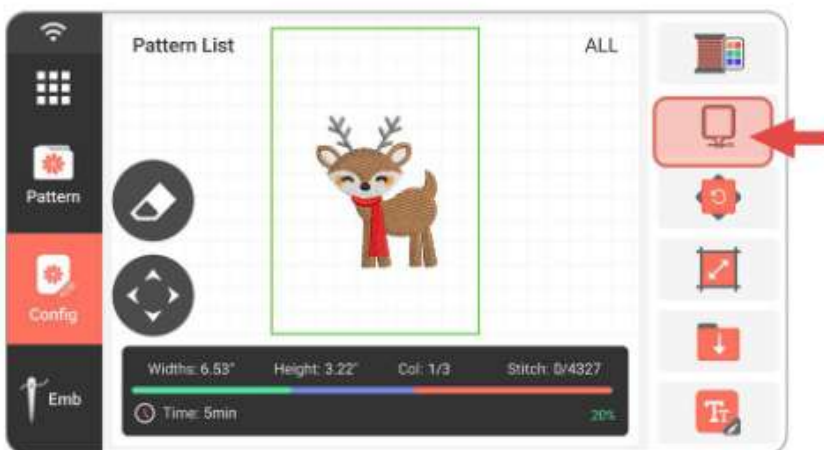 Pattern List
ALL
Pattern
Config
Emb
Widths: 6.53" Height: 3.22" Col: 1/3 Stitch: 0/4327
Time: 5min
20%
TT